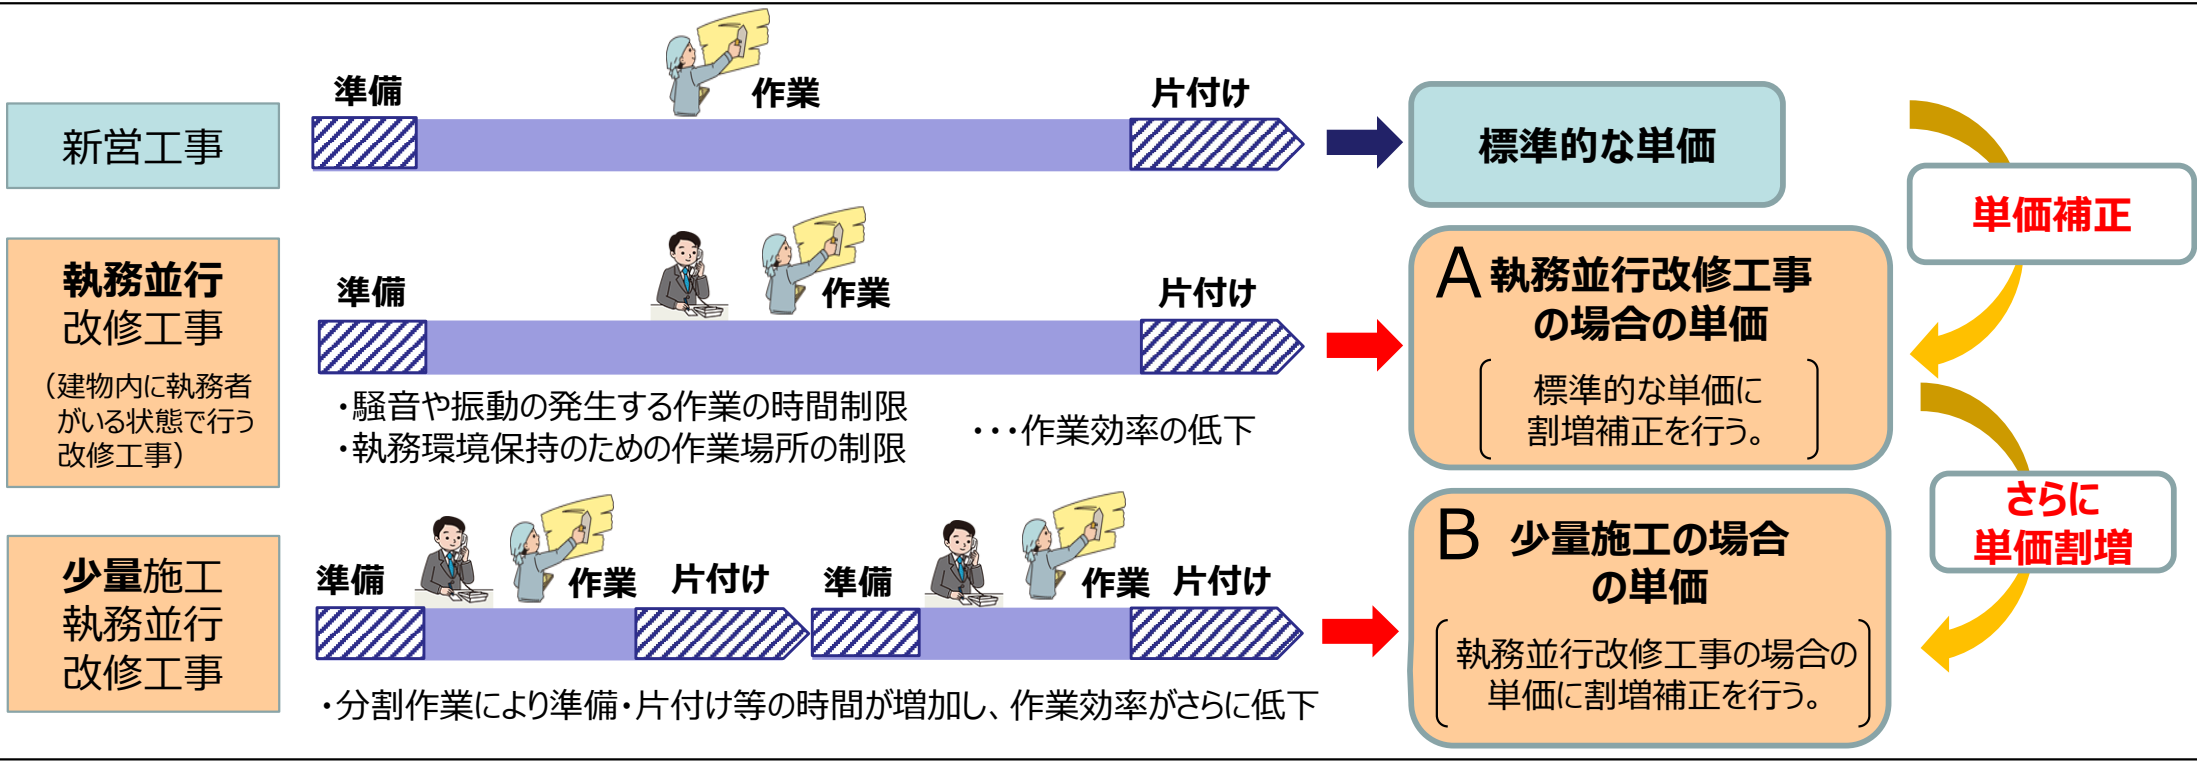 新営工事
準備
作業
片付け
標準的な単価
単価補正
執務並行
改修工事
（建物内に執務者
がいる状態で行う
改修工事）
準備
作業
片付け
・騒音や振動の発生する作業の時間制限
・執務環境保持のための作業場所の制限
・・・作業効率の低下
A 執務並行改修工事
の場合の単価
標準的な単価に
割増補正を行う。
さらに
単価割増
少量施工
執務並行
改修工事
準備
作業
片付け
準備
作業
片付け
・分割作業により準備・片付け等の時間が増加し、作業効率がさらに低下
B 少量施工の場合
の単価
執務並行改修工事の場合の
単価に割増補正を行う。